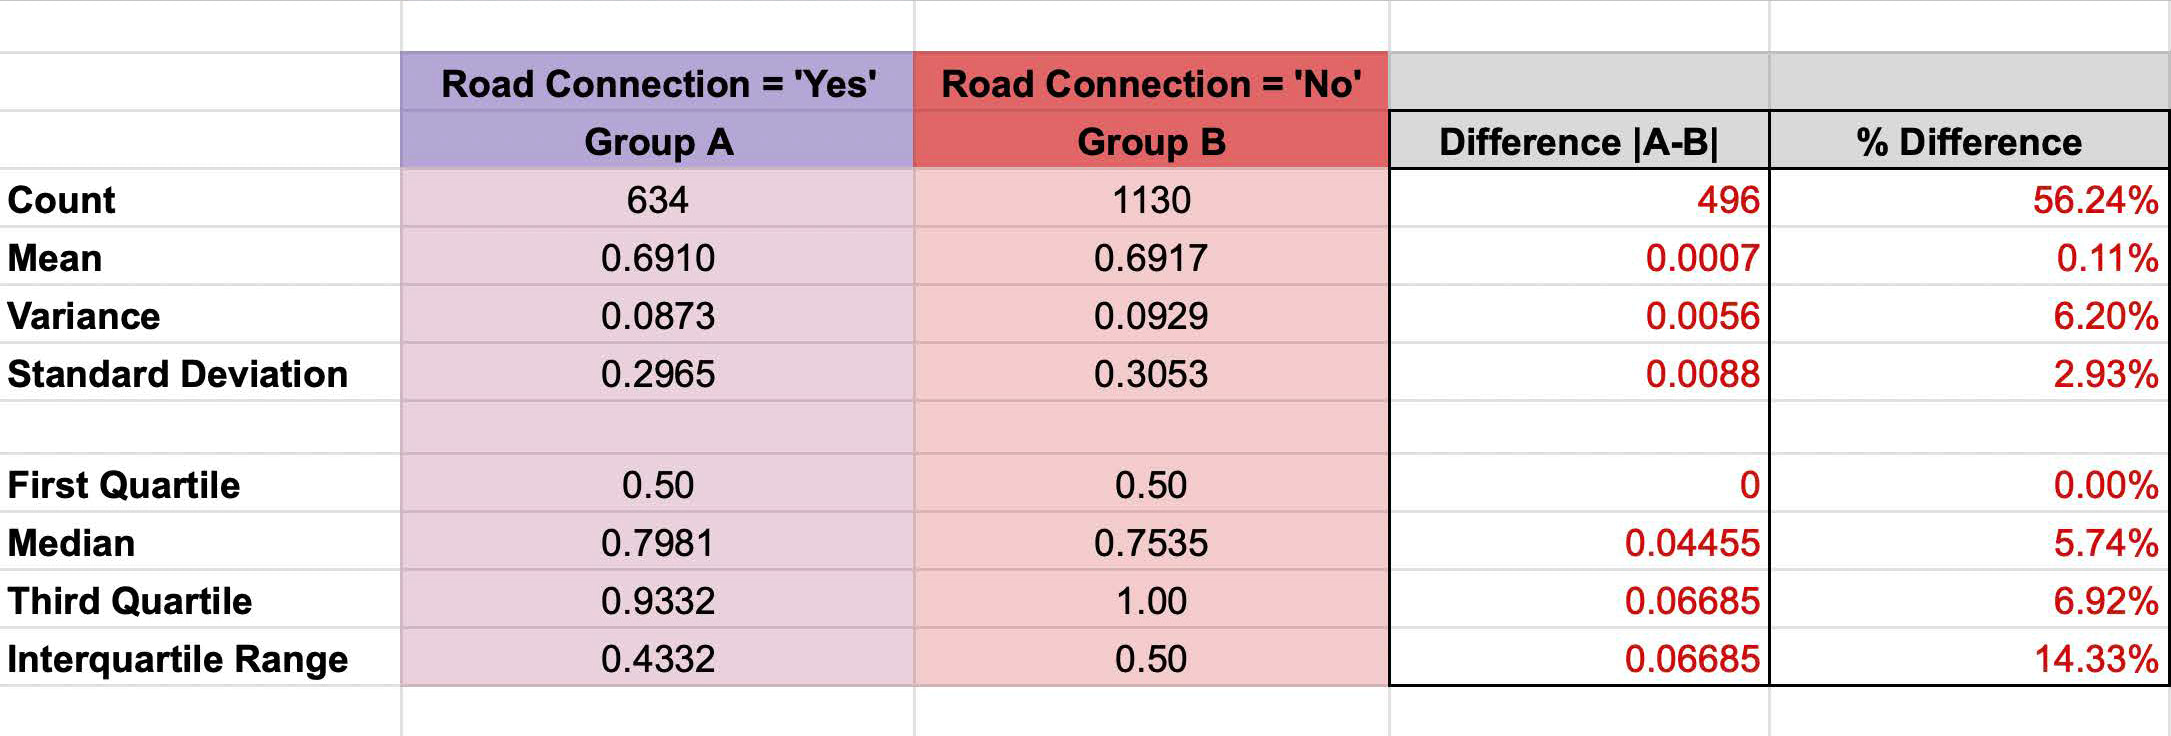 Road Connection = 'Yes' Road Connection = 'No'
Group A Group B Difference |A-B| % Difference
Count 634 1130 496 56.24%
Mean 0.6910 0.6917 0.0007 0.11%
Variance 0.0873 0.0929 0.0056 6.20%
Standard Deviation 0.2965 0.3053 0.0088 2.93%
First Quartile 0.50 0.50 0 0.00%
Median 0.7981 0.7535 0.04455 5.74%
Third Quartile 0.9332 1.00 0.06685 6.92%
Interquartile Range 0.4332 0.50 0.06685 14.33%